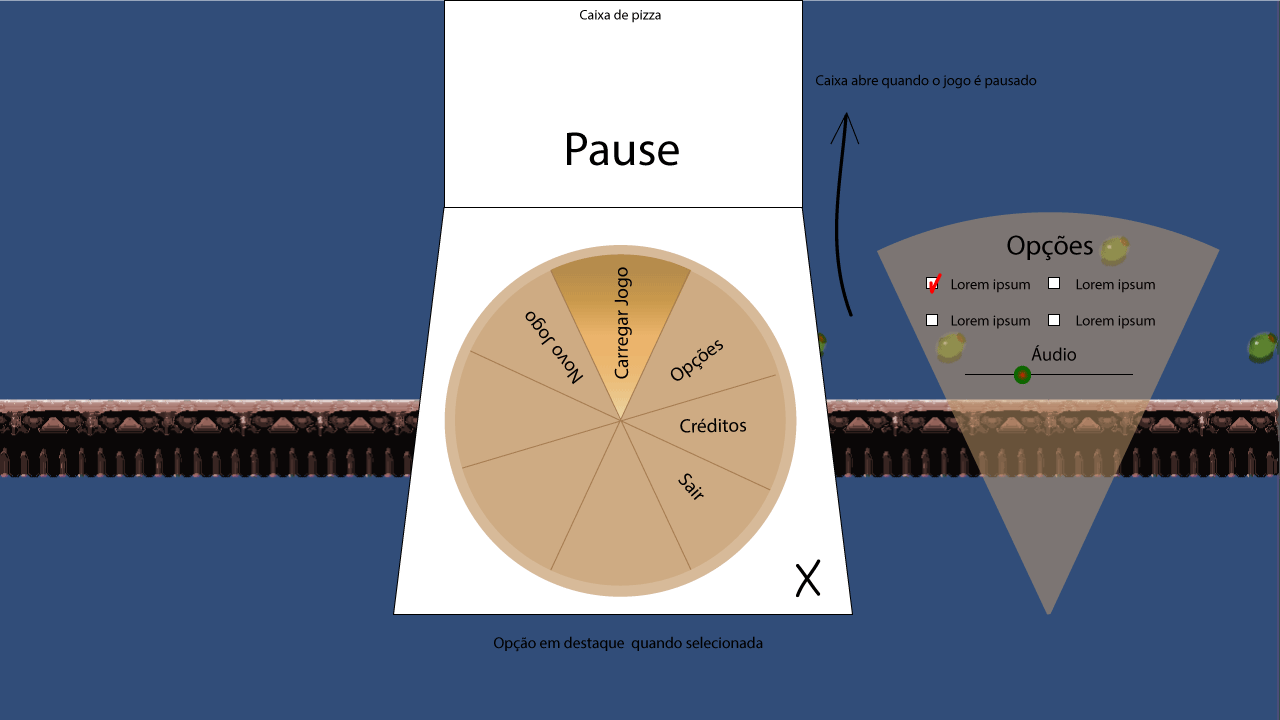 Caixa de pizza
Pause
Caixa abre quando o jogo é pausado
Novo Jogo
Carregar Jogo
Opções
Créditos
Sair
X
Opção em destaque  quando selecionada
Opções
Lorem ipsum Lorem ipsum
Lorem ipsum Lorem ipsum
Áudio